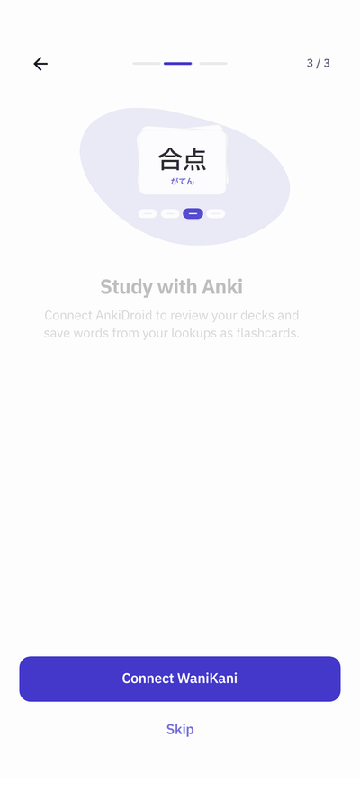 3 / 3
合点
がてん
Study with Anki
Connect AnkiDroid to review your decks and
save words from your lookups as flashcards.
Connect WaniKani
Skip